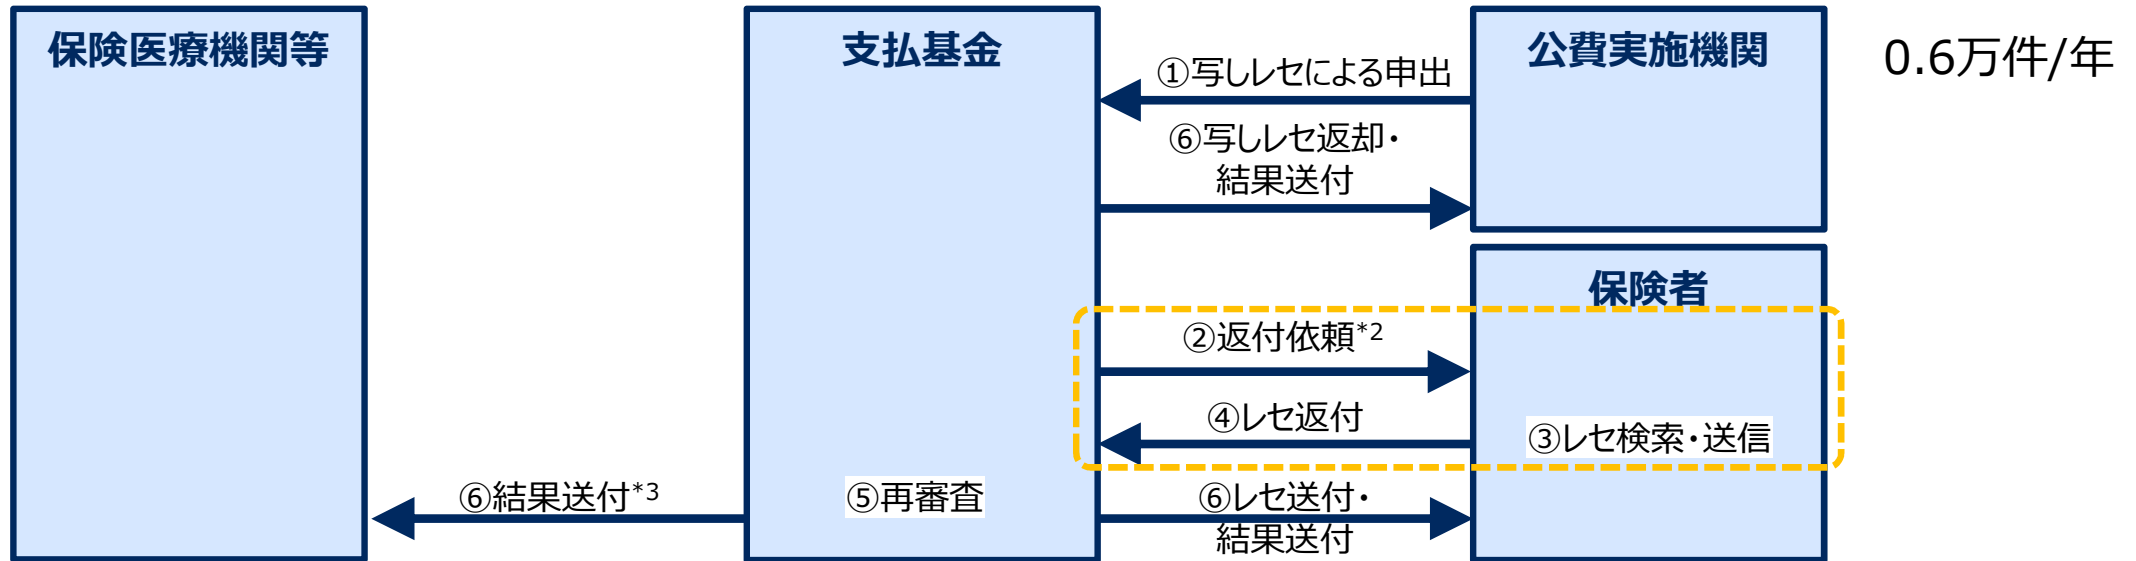 保険医療機関等
支払基金
公費実施機関
0.6万件/年
①写しレセによる申出
⑥写しレセ返却・
結果送付
保険者
②返付依頼*2
④レセ返付
③レセ検索・送信
⑥結果送付*3
⑤再審査
⑥レセ送付・
結果送付